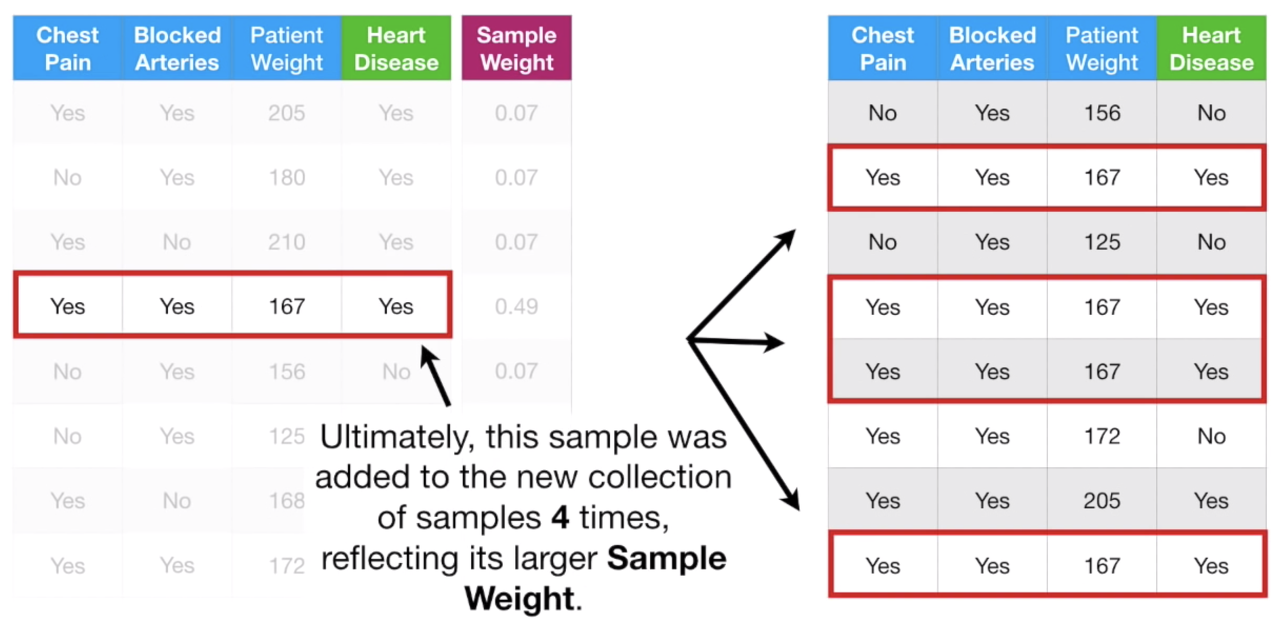 Chest Pain Blocked Arteries Patient Weight Heart Disease Sample Weight
Yes Yes 205 Yes 0.07
No Yes 180 Yes 0.07
Yes No 210 Yes 0.07
Yes Yes 167 Yes 0.49
No Yes 156 No 0.07
No Yes 125
Yes No 168
Yes Yes 172
Ultimately, this sample was
added to the new collection
of samples 4 times,
reflecting its larger Sample
Weight.
Chest Pain Blocked Arteries Patient Weight Heart Disease
No Yes 156 No
Yes Yes 167 Yes
No Yes 125 No
Yes Yes 167 Yes
Yes Yes 167 Yes
Yes Yes 172 No
Yes Yes 205 Yes
Yes Yes 167 Yes